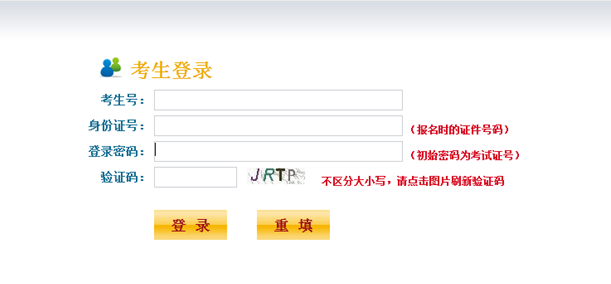 考生登录
考生号：
身份证号： （报名时的证件号码）
登录密码： （初始密码为考试证号）
验证码： JRTP 不区分大小写，请点击图片刷新验证码
登 录 重 填